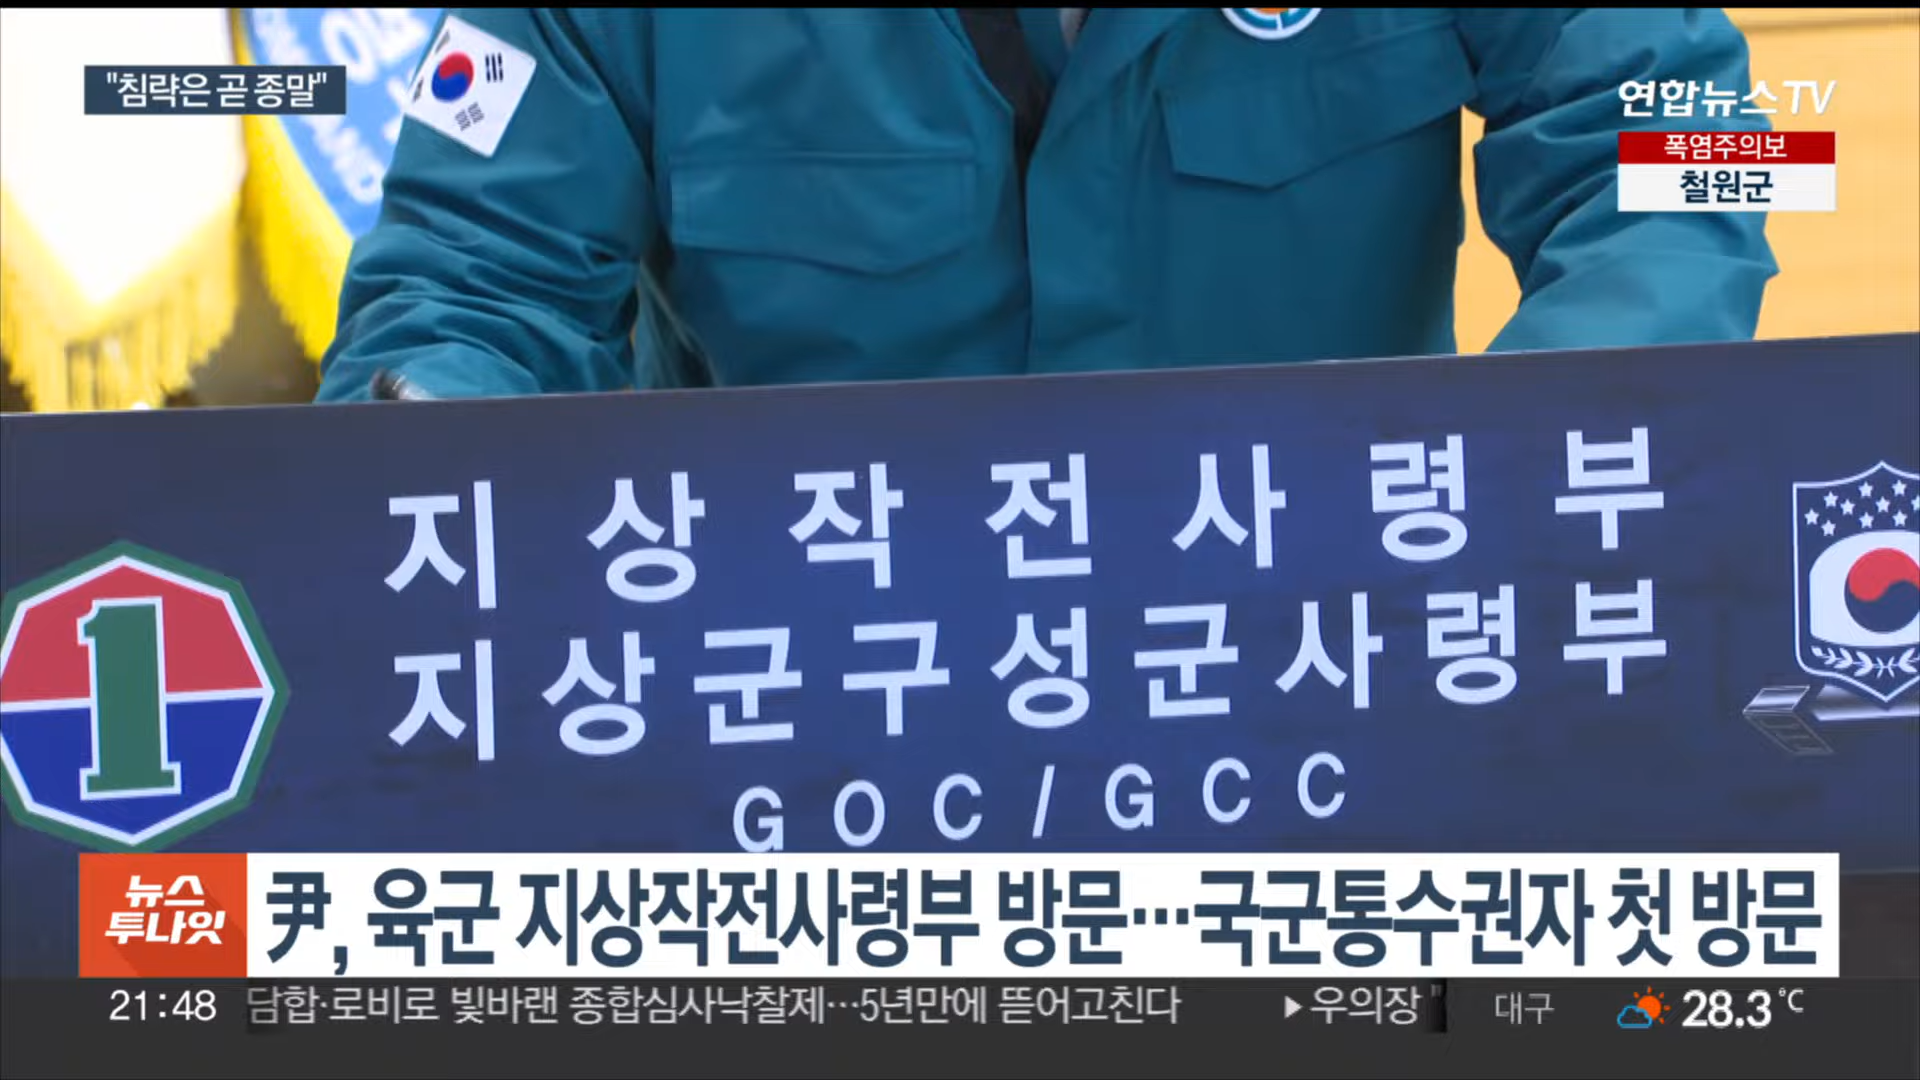 "침략은 곧 종말"
연합뉴스TV
폭염주의보
철원군
지상작전사령부
지상군구성군사령부
GOC/GCC
1
뉴스
투나잇
尹, 육군 지상작전사령부 방문…국군통수권자 첫 방문
21:48 담합·로비로 빛바랜 종합심사낙찰제…5년만에 뜯어고친다 ▶우의장 대구 28.3℃